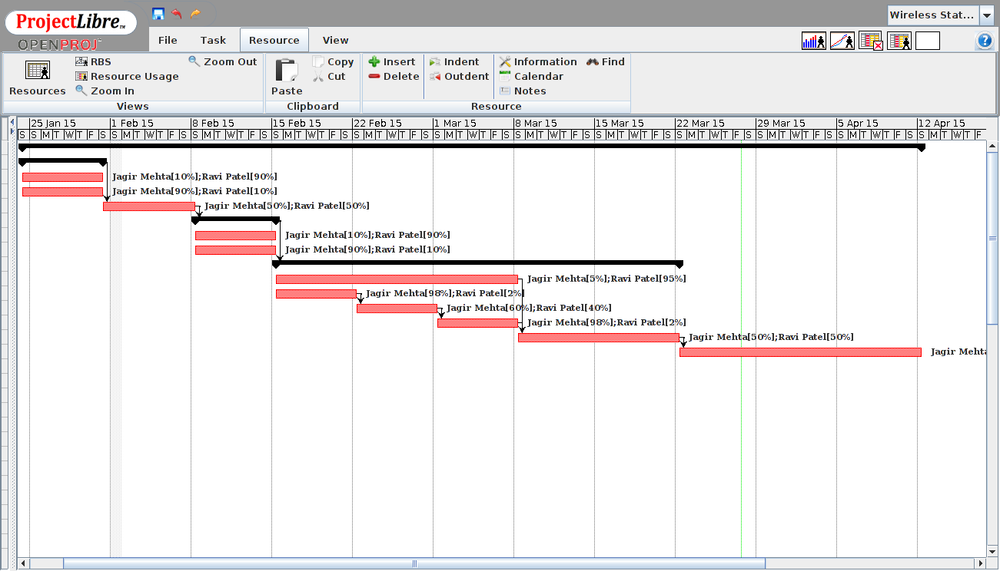 Wireless Stat...
ProjectLibre™
OPENPROJ
File Task Resource View
RBS Zoom Out Copy Insert Indent Information Find
Resource Usage Cut Delete Outdent Calendar
Resources Zoom In Paste Notes
Views Clipboard Resource
25 Jan 15 1 Feb 15 8 Feb 15 15 Feb 15 22 Feb 15 1 Mar 15 8 Mar 15 15 Mar 15 22 Mar 15 29 Mar 15 5 Apr 15 12 Apr 15
S S M T W T F S S M T W T F S S M T W T F S S M T W T F S S M T W T F S S M T W T F S S M T W T F S S M T W T F S S M T W T F S S M T W T F S S M T W T F S S M T W T F
Jagir Mehta[10%];Ravi Patel[90%]
Jagir Mehta[90%];Ravi Patel[10%]
Jagir Mehta[50%];Ravi Patel[50%]
Jagir Mehta[10%];Ravi Patel[90%]
Jagir Mehta[90%];Ravi Patel[10%]
Jagir Mehta[5%];Ravi Patel[95%]
Jagir Mehta[98%];Ravi Patel[2%]
Jagir Mehta[60%];Ravi Patel[40%]
Jagir Mehta[98%];Ravi Patel[2%]
Jagir Mehta[50%];Ravi Patel[50%]
Jagir Mehta